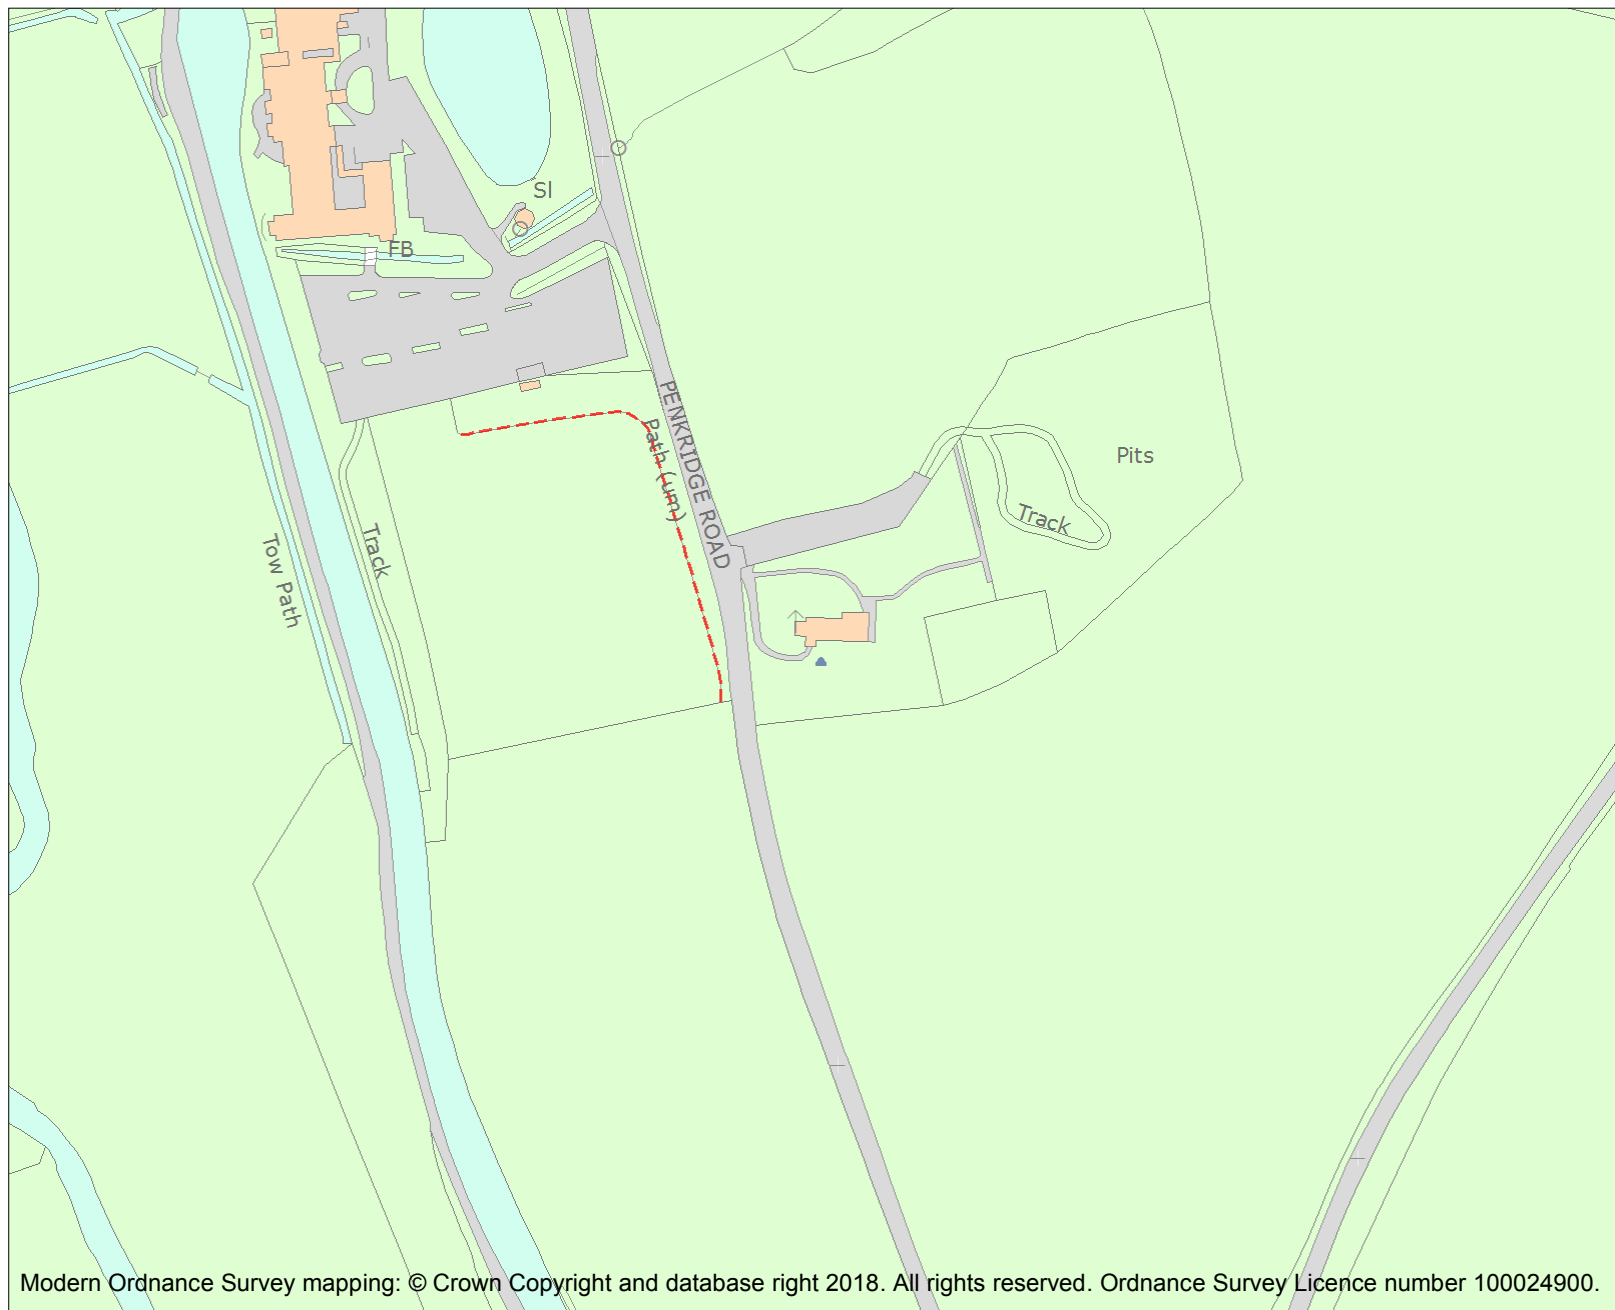 Sl
FB
PENKRIDGE ROAD
Path (um)
Pits
Track
Track
Tow Path
Modern Ordnance Survey mapping: © Crown Copyright and database right 2018. All rights reserved. Ordnance Survey Licence number 100024900.